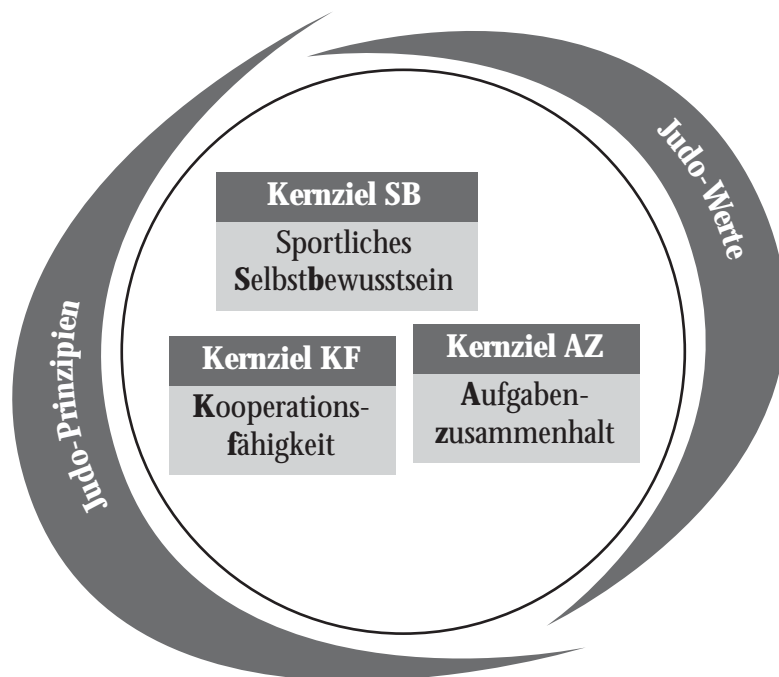 Judo-Werte
Kernziel SB
Sportliches
Selbstbewusstsein
Judo-Prinzipien
Kernziel KF
Kooperations-
fähigkeit
Kernziel AZ
Aufgaben-
zusammenhalt